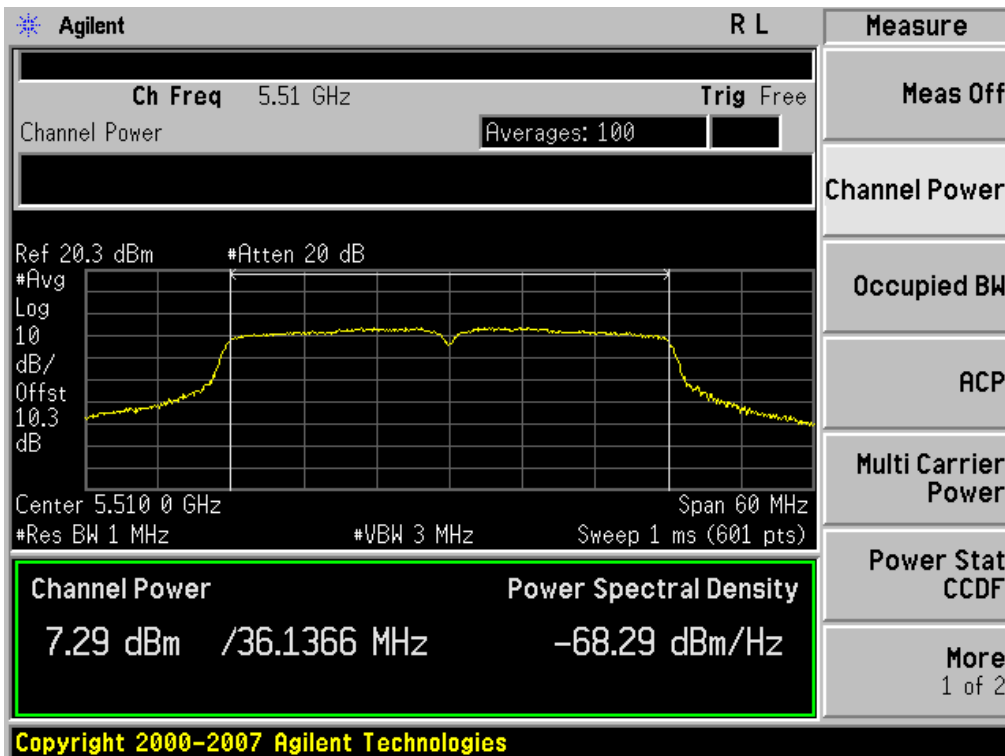 Agilent R L Measure
Ch Freq 5.51 GHz Trig Free
Meas Off
Channel Power Averages: 100
Channel Power
Ref 20.3 dBm #Atten 20 dB
#Avg
Log
10
dB/
Offst
10.3
dB
Occupied BW
ACP
Multi Carrier
Power
Center 5.510 0 GHz Span 60 MHz
#Res BW 1 MHz #VBW 3 MHz Sweep 1 ms (601 pts)
Power Stat
CCDF
Channel Power Power Spectral Density
7.29 dBm /36.1366 MHz -68.29 dBm/Hz
More
1 of 2
Copyright 2000-2007 Agilent Technologies